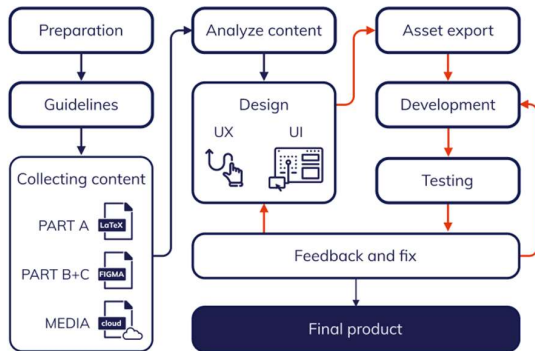 Preparation
Guidelines
Collecting content
PART A
LaTeX
PART B+C
FIGMA
MEDIA
cloud
Analyze content
Design
UX UI
Asset export
Development
Testing
Feedback and fix
Final product